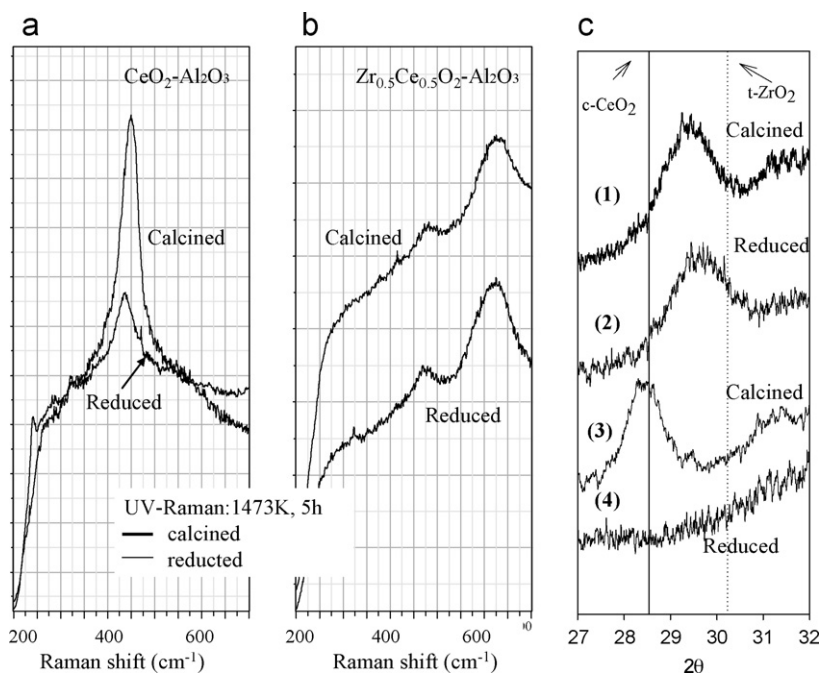 a
CeO2-Al2O3
Calcined
Reduced
UV-Raman:1473K, 5h
calcined
reducted
200 400 600
Raman shift (cm-1)
b
Zr0.5Ce0.5O2-Al2O3
Calcined
Reduced
200 400 600
Raman shift (cm-1)
c
c-CeO2
t-ZrO2
Calcined
(1)
Reduced
(2)
Calcined
(3)
(4)
Reduced
27 28 29 30 31 32
2θ